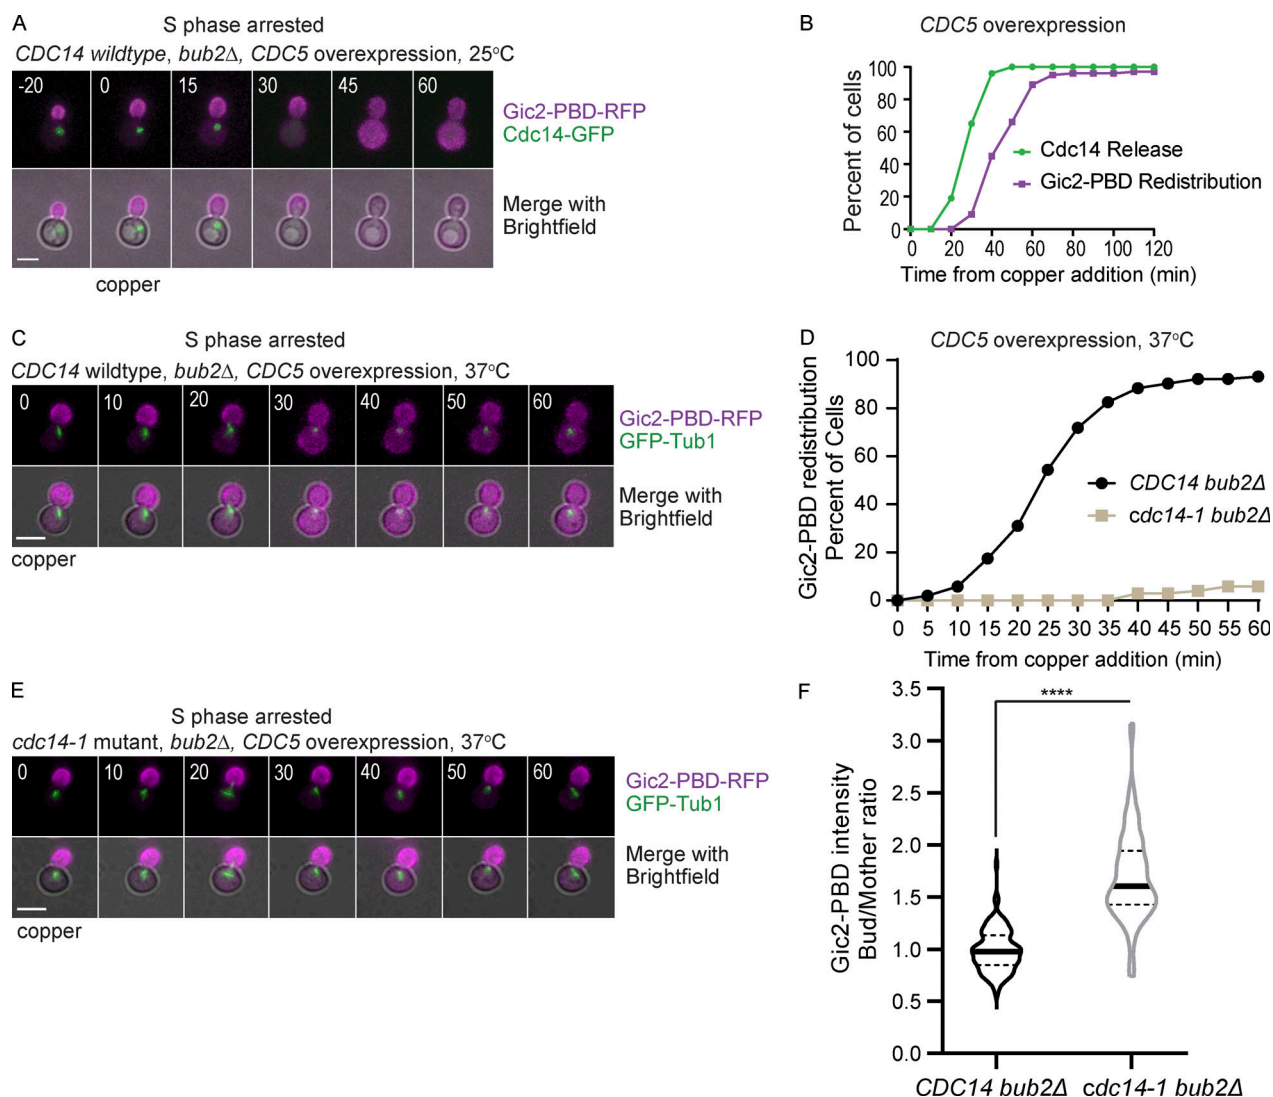 A
S phase arrested
CDC14 wildtype, bub2Δ, CDC5 overexpression, 25°C
-20 0 15 30 45 60
Gic2-PBD-RFP
Cdc14-GFP
Merge with
Brightfield
copper
B
CDC5 overexpression
Percent of cells
100
80
60
40
20
0
Cdc14 Release
Gic2-PBD Redistribution
0 20 40 60 80 100 120
Time from copper addition (min)
C
S phase arrested
CDC14 wildtype, bub2Δ, CDC5 overexpression, 37°C
0 10 20 30 40 50 60
Gic2-PBD-RFP
GFP-Tub1
Merge with
Brightfield
copper
D
CDC5 overexpression, 37°C
Gic2-PBD redistribution
Percent of Cells
100
80
60
40
20
0
CDC14 bub2Δ
cdc14-1 bub2Δ
0 5 10 15 20 25 30 35 40 45 50 55 60
Time from copper addition (min)
E
S phase arrested
cdc14-1 mutant, bub2Δ, CDC5 overexpression, 37°C
0 10 20 30 40 50 60
Gic2-PBD-RFP
GFP-Tub1
Merge with
Brightfield
copper
F
Gic2-PBD intensity
Bud/Mother ratio
3.5
3.0
2.5
2.0
1.5
1.0
0.5
0.0
****
CDC14 bub2Δ cdc14-1 bub2Δ